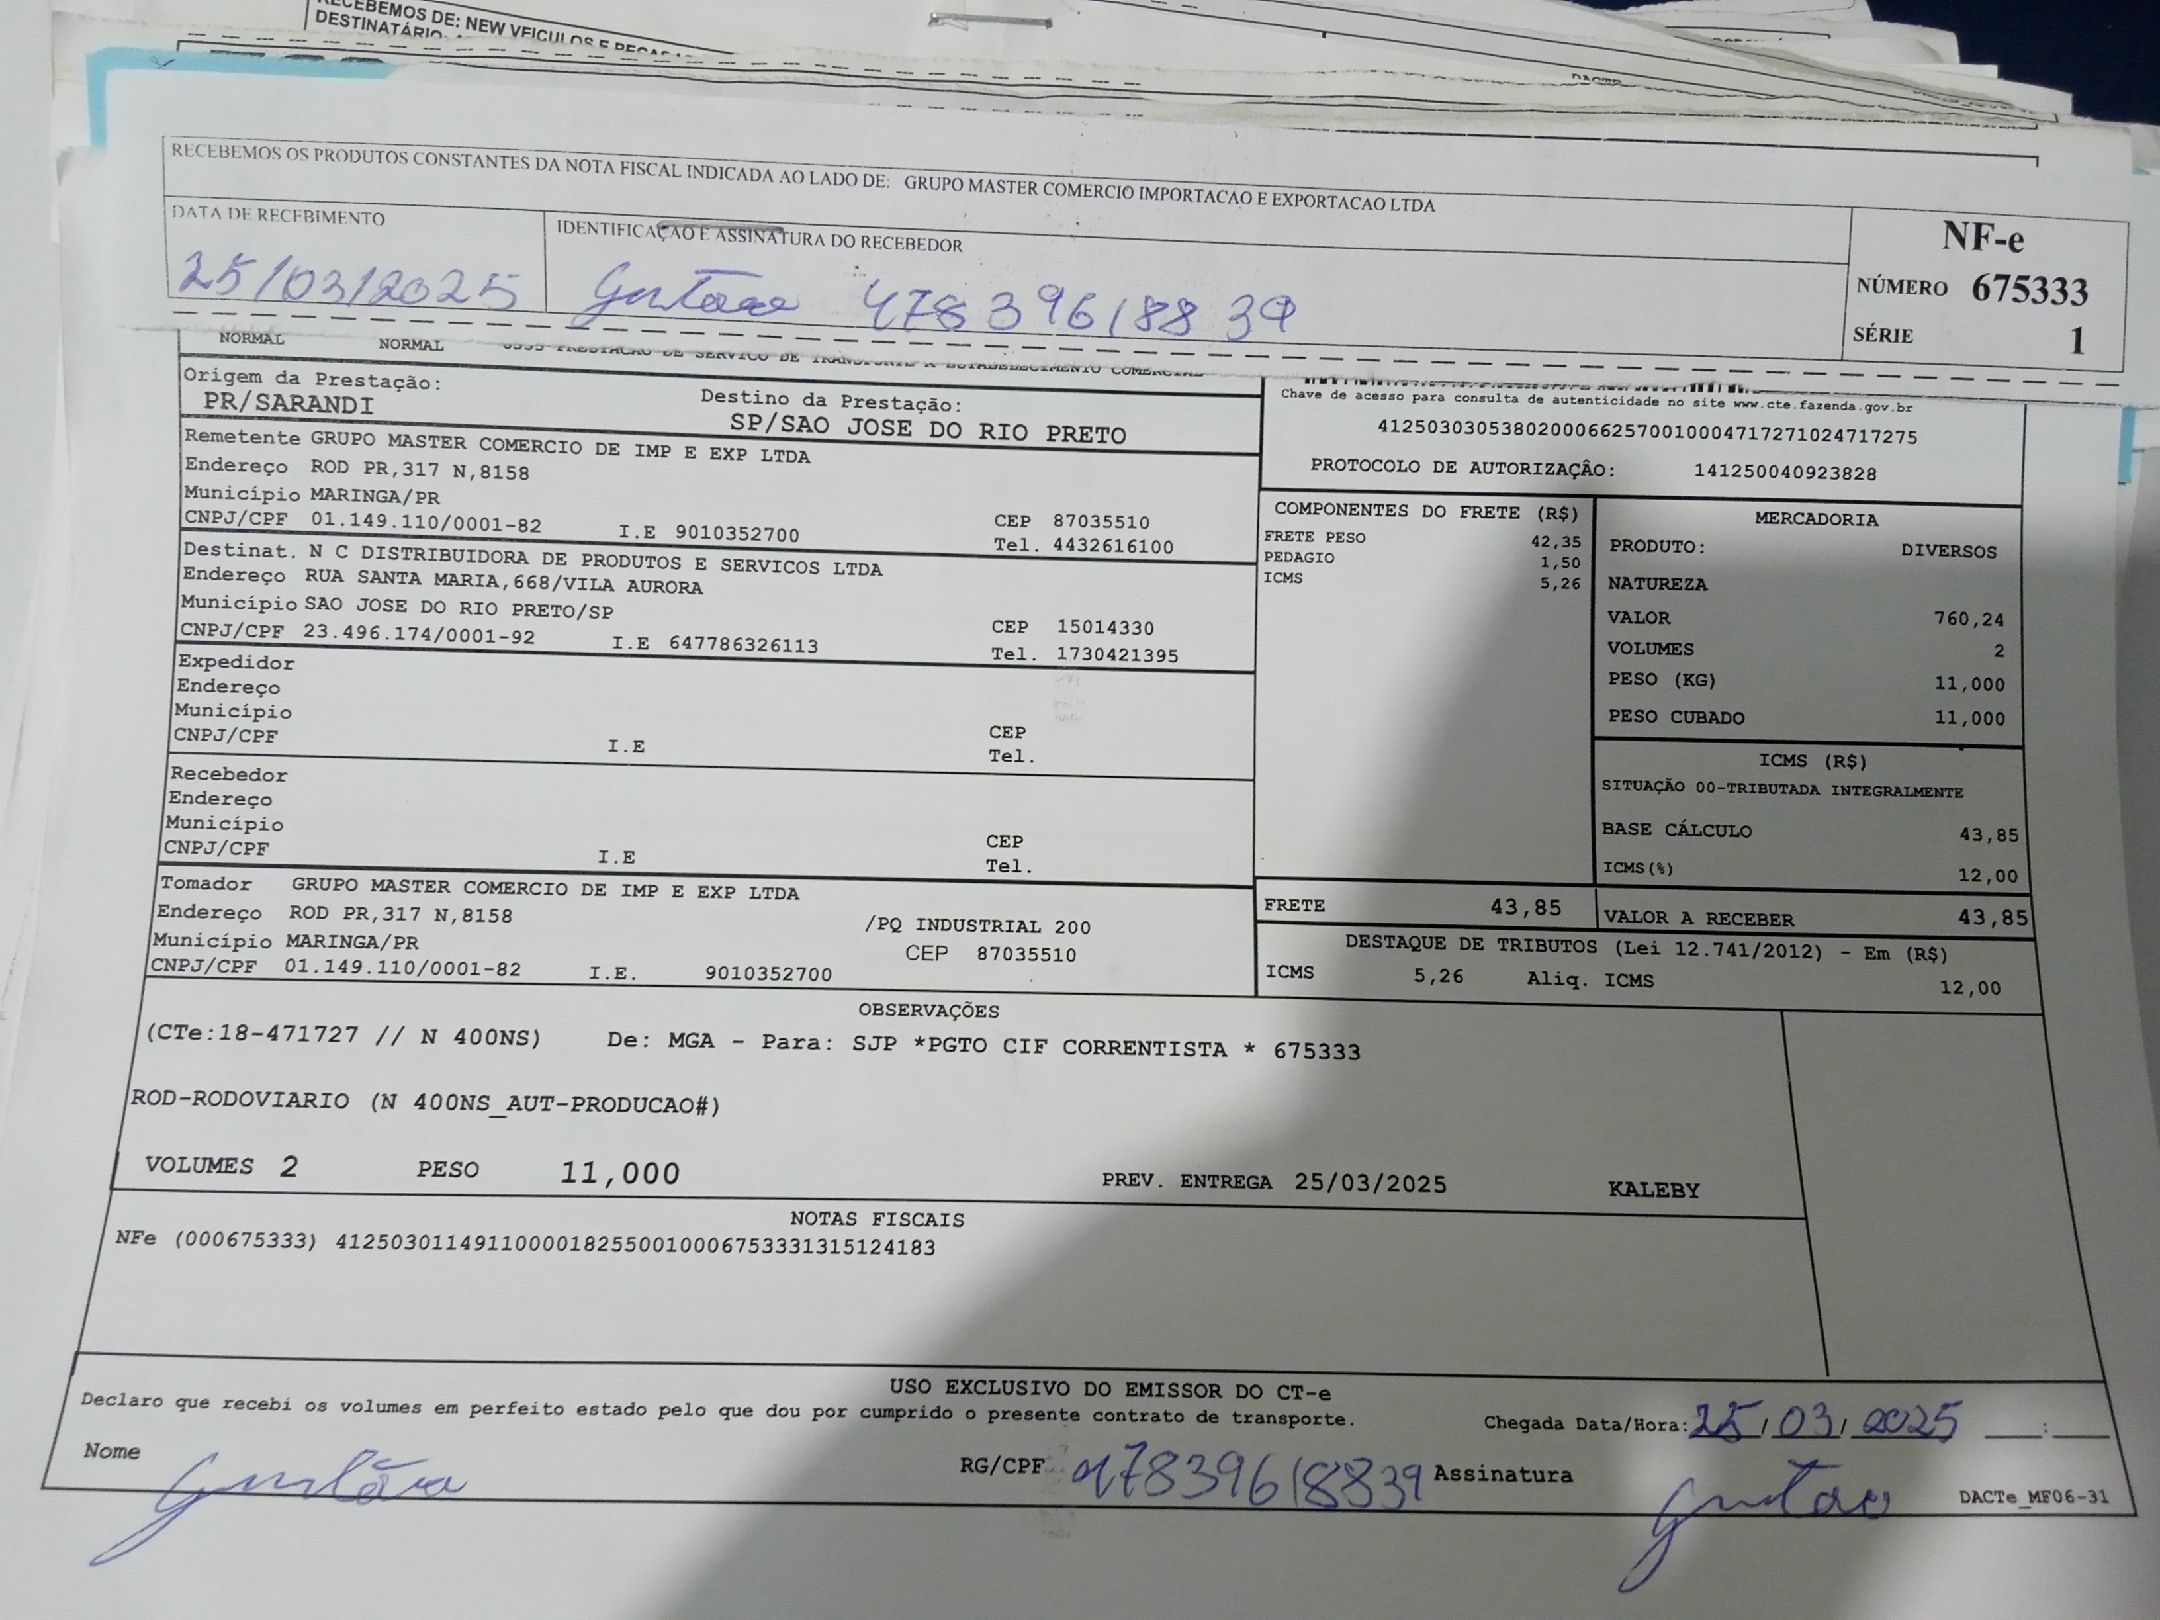 DESTINATÁRIO
RECEBEMOS DE: NEW VEICULOS E PECAS
RECEBEMOS OS PRODUTOS CONSTANTES DA NOTA FISCAL INDICADA AO LADO DE: GRUPO MASTER COMERCIO IMPORTACAO E EXPORTACAO LTDA
DATA DE RECEBIMENTO
IDENTIFICAÇÃO E ASSINATURA DO RECEBEDOR
25/03/2025
47839618839
NF-e
NÚMERO 675333
SÉRIE 1
NORMAL NORMAL PRESTACAO DE SERVICO DE TRANSPORTE A ESTABELECIMENTO COMERCIAL
Origem da Prestação:
PR/SARANDI
Destino da Prestação:
SP/SAO JOSE DO RIO PRETO
Remetente GRUPO MASTER COMERCIO DE IMP E EXP LTDA
Endereço ROD PR,317 N,8158
Município MARINGA/PR CEP 87035510
CNPJ/CPF 01.149.110/0001-82 I.E 9010352700 Tel. 4432616100
Destinat. N C DISTRIBUIDORA DE PRODUTOS E SERVICOS LTDA
Endereço RUA SANTA MARIA,668/VILA AURORA
Município SAO JOSE DO RIO PRETO/SP CEP 15014330
CNPJ/CPF 23.496.174/0001-92 I.E 647786326113 Tel. 1730421395
Expedidor
Endereço
Município CEP
CNPJ/CPF I.E Tel.
Recebedor
Endereço
Município CEP
CNPJ/CPF I.E Tel.
Tomador GRUPO MASTER COMERCIO DE IMP E EXP LTDA
Endereço ROD PR,317 N,8158 /PQ INDUSTRIAL 200
Município MARINGA/PR CEP 87035510
CNPJ/CPF 01.149.110/0001-82 I.E. 9010352700
Chave de acesso para consulta de autenticidade no site www.cte.fazenda.gov.br
41250303053802000662570010004717271024717275
PROTOCOLO DE AUTORIZAÇÂO: 141250040923828
COMPONENTES DO FRETE (R$)
FRETE PESO 42,35
PEDAGIO 1,50
ICMS 5,26
MERCADORIA
PRODUTO: DIVERSOS
NATUREZA
VALOR 760,24
VOLUMES 2
PESO (KG) 11,000
PESO CUBADO 11,000
ICMS (R$)
SITUAÇÃO 00-TRIBUTADA INTEGRALMENTE
BASE CÁLCULO 43,85
ICMS(%) 12,00
FRETE 43,85 VALOR A RECEBER 43,85
DESTAQUE DE TRIBUTOS (Lei 12.741/2012) - Em (R$)
ICMS 5,26 Aliq. ICMS 12,00
OBSERVAÇÕES
(CTe:18-471727 // N 400NS) De: MGA - Para: SJP *PGTO CIF CORRENTISTA * 675333
ROD-RODOVIARIO (N 400NS_AUT-PRODUCAO#)
VOLUMES 2 PESO 11,000 PREV. ENTREGA 25/03/2025 KALEBY
NOTAS FISCAIS
NFe (000675333) 41250301149110000182550010006753331315124183
USO EXCLUSIVO DO EMISSOR DO CT-e
Declaro que recebi os volumes em perfeito estado pelo que dou por cumprido o presente contrato de transporte.
Chegada Data/Hora: 25/03/2025 ___:___
Nome RG/CPF 47839618839 Assinatura
DACTe_MF06-31